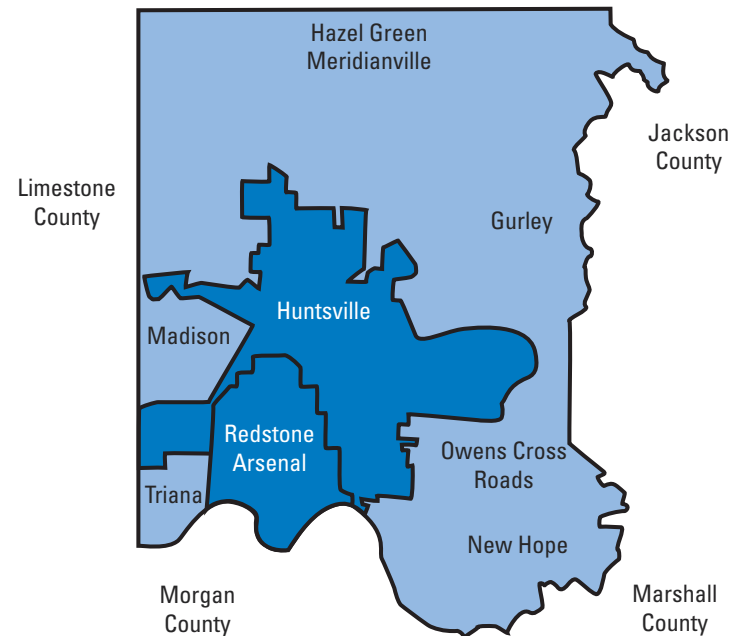 Hazel Green
Meridianville
Jackson
County
Limestone
County
Gurley
Huntsville
Madison
Redstone
Arsenal
Owens Cross
Roads
Triana
New Hope
Morgan
County
Marshall
County